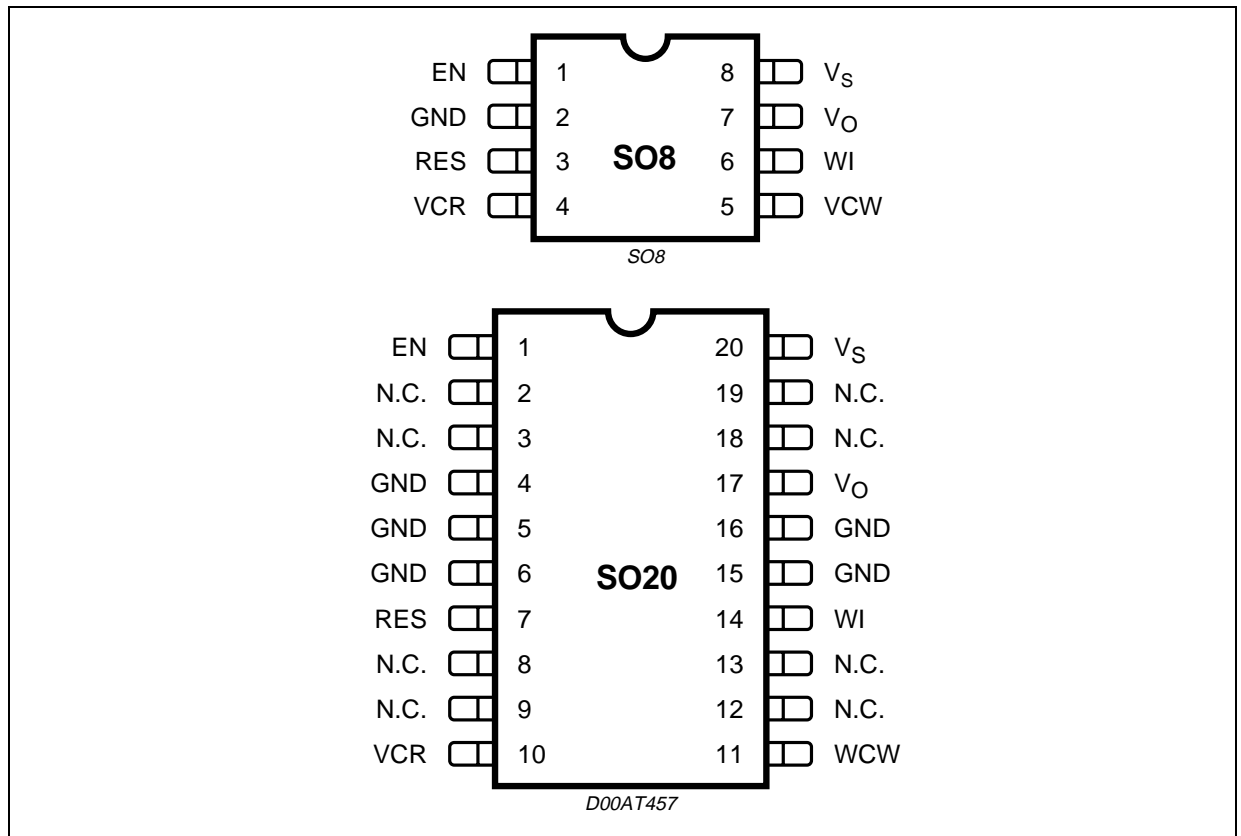 EN 1 8 VS
GND 2 7 VO
RES 3 SO8 6 WI
VCR 4 5 VCW
SO8
EN 1 20 VS
N.C. 2 19 N.C.
N.C. 3 18 N.C.
GND 4 17 VO
GND 5 16 GND
GND 6 SO20 15 GND
RES 7 14 WI
N.C. 8 13 N.C.
N.C. 9 12 N.C.
VCR 10 11 WCW
D00AT457